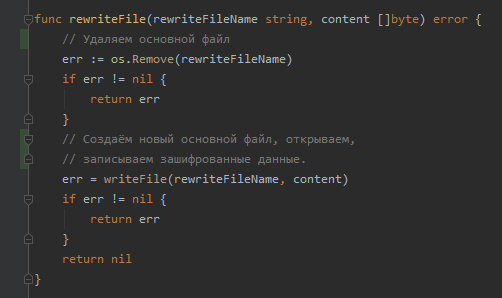 func rewriteFile(rewriteFileName string, content []byte) error {
// Удаляем основной файл
err := os.Remove(rewriteFileName)
if err != nil {
return err
}
// Создаём новый основной файл, открываем,
// записываем зашифрованные данные.
err = writeFile(rewriteFileName, content)
if err != nil {
return err
}
return nil
}